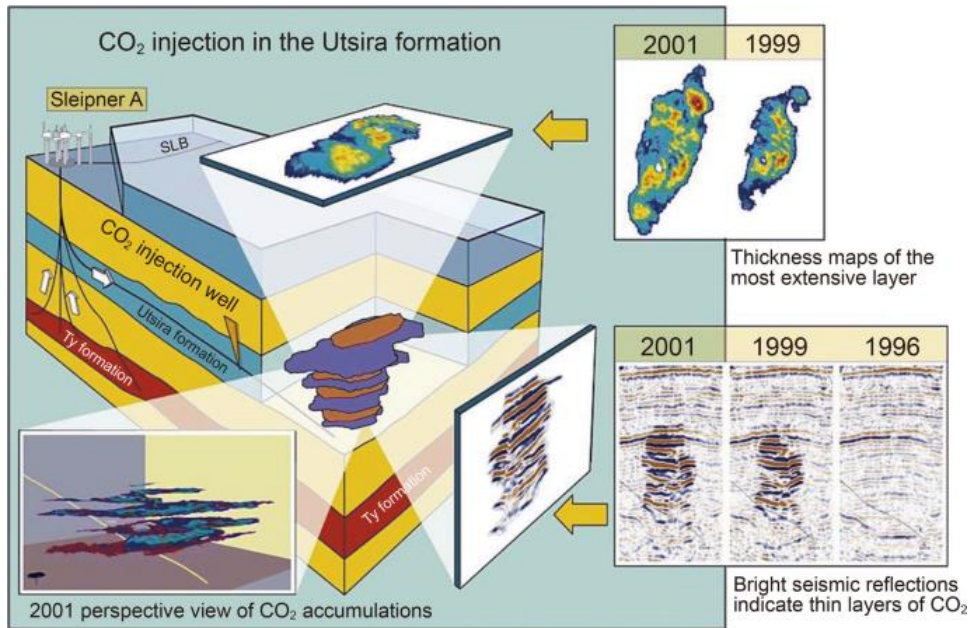 CO₂ injection in the Utsira formation
Sleipner A
SLB
CO₂ injection well
Utsira formation
Ty formation
Ty formation
2001 perspective view of CO₂ accumulations
2001 1999
Thickness maps of the
most extensive layer
2001 1999 1996
Bright seismic reflections
indicate thin layers of CO₂